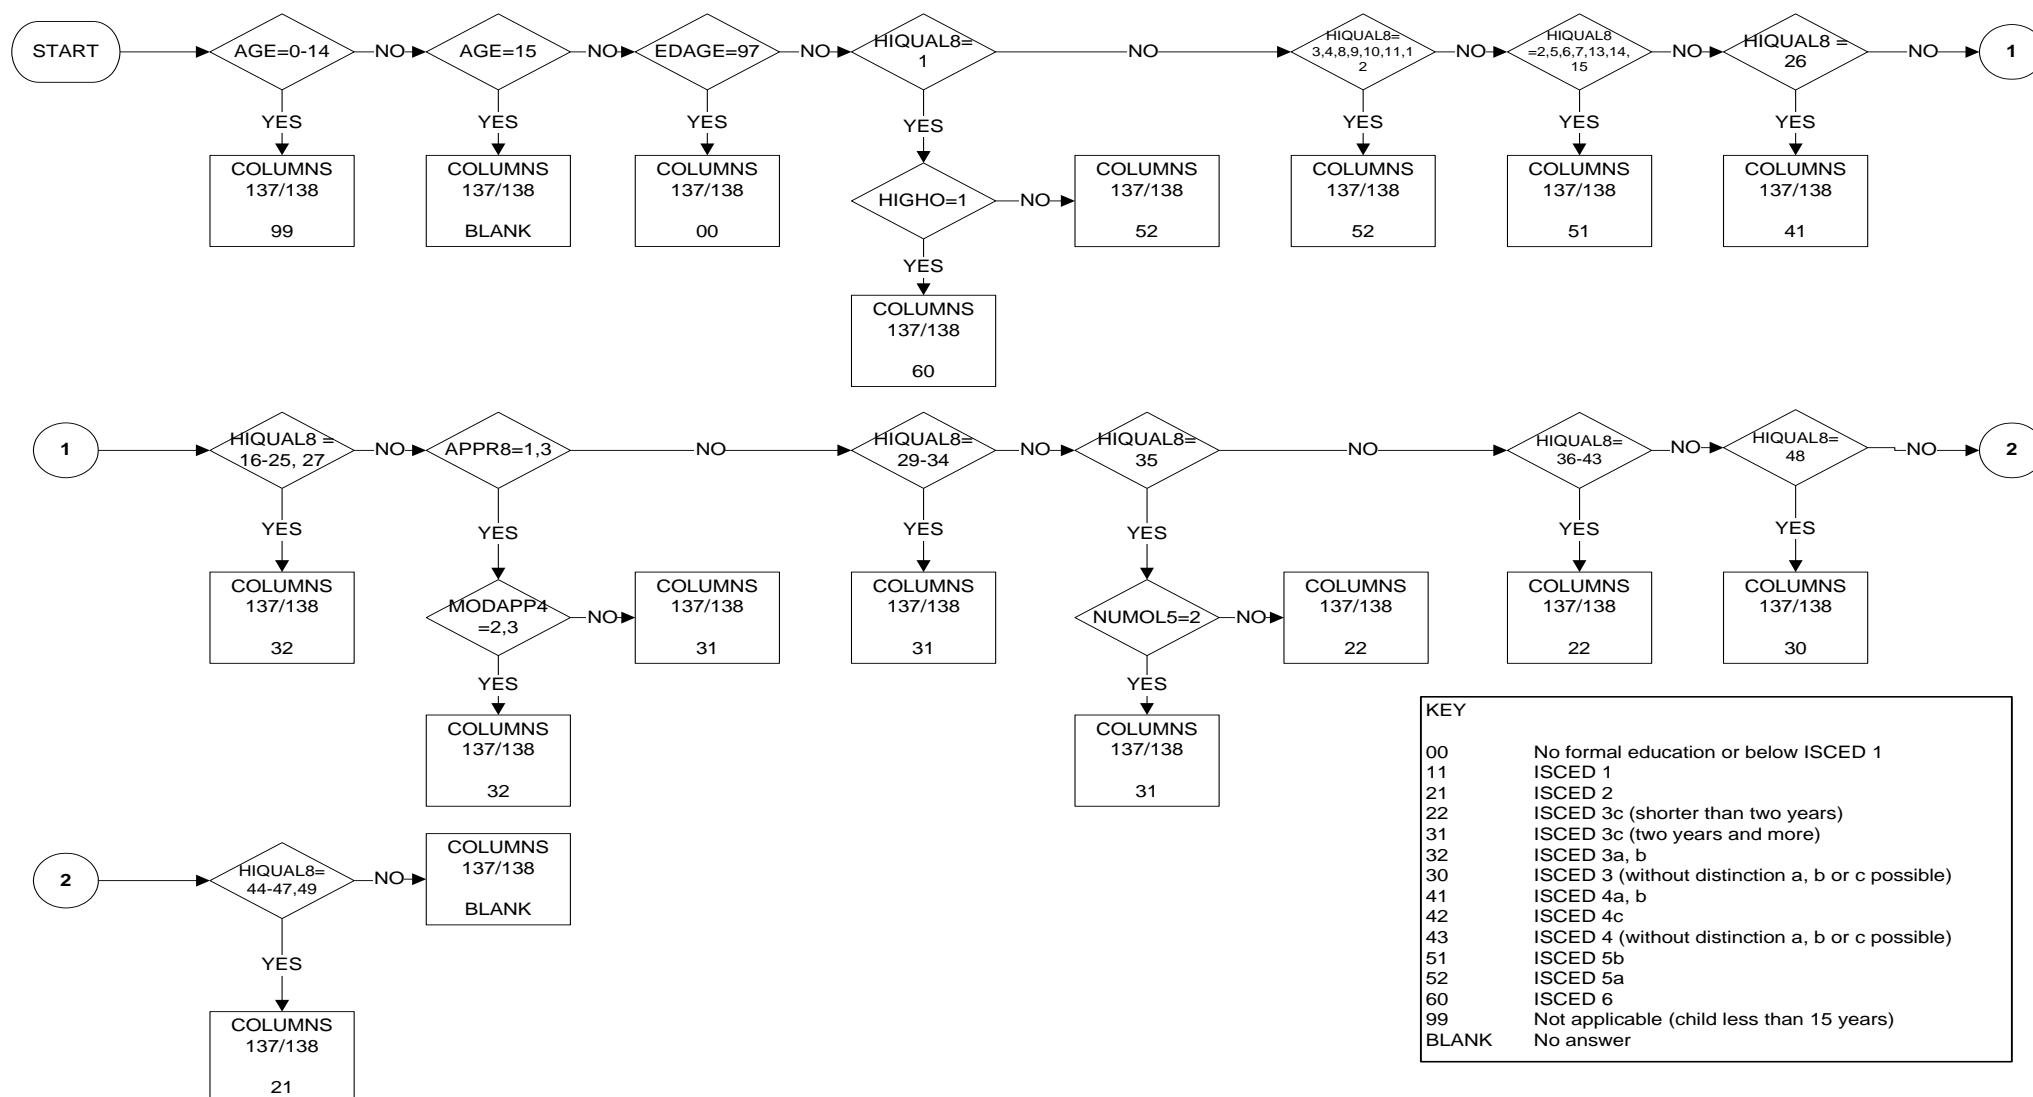 START
AGE=0-14
NO
AGE=15
NO
EDAGE=97
NO
HIQUAL8=
1
NO
HIQUAL8=
3,4,8,9,10,11,1
2
NO
HIQUAL8
=2,5,6,7,13,14,
15
NO
HIQUAL8 =
26
NO
1
YES
YES
YES
YES
YES
YES
YES
COLUMNS
137/138
99
COLUMNS
137/138
BLANK
COLUMNS
137/138
00
HIGHO=1
NO
COLUMNS
137/138
52
COLUMNS
137/138
52
COLUMNS
137/138
51
COLUMNS
137/138
41
YES
COLUMNS
137/138
60
1
HIQUAL8 =
16-25, 27
NO
APPR8=1,3
NO
HIQUAL8=
29-34
NO
HIQUAL8=
35
NO
HIQUAL8=
36-43
NO
HIQUAL8=
48
NO
2
YES
YES
YES
YES
YES
YES
COLUMNS
137/138
32
MODAPP4
=2,3
NO
COLUMNS
137/138
31
COLUMNS
137/138
31
NUMOL5=2
NO
COLUMNS
137/138
22
COLUMNS
137/138
22
COLUMNS
137/138
30
YES
COLUMNS
137/138
32
YES
COLUMNS
137/138
31
2
HIQUAL8=
44-47,49
NO
COLUMNS
137/138
BLANK
YES
COLUMNS
137/138
21
KEY
00 No formal education or below ISCED 1
11 ISCED 1
21 ISCED 2
22 ISCED 3c (shorter than two years)
31 ISCED 3c (two years and more)
32 ISCED 3a, b
30 ISCED 3 (without distinction a, b or c possible)
41 ISCED 4a, b
42 ISCED 4c
43 ISCED 4 (without distinction a, b or c possible)
51 ISCED 5b
52 ISCED 5a
60 ISCED 6
99 Not applicable (child less than 15 years)
BLANK No answer